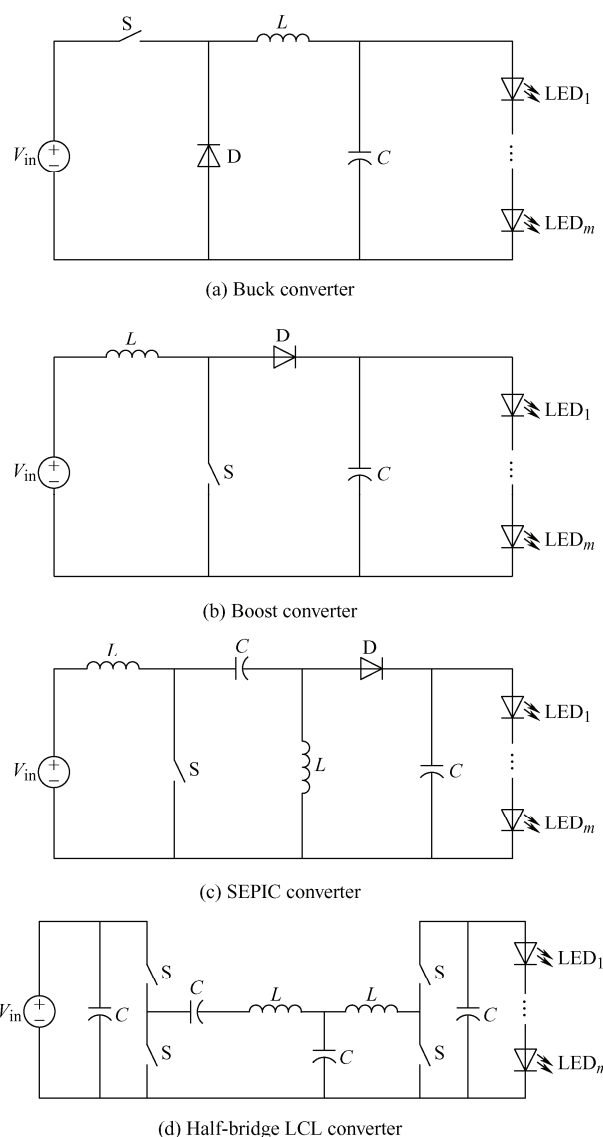 S
L
V_in
+
−
D
C
LED_1
⋮
LED_m
(a) Buck converter
L
D
V_in
+
−
S
C
LED_1
⋮
LED_m
(b) Boost converter
L
C
D
V_in
+
−
S
L
C
LED_1
⋮
LED_m
(c) SEPIC converter
V_in
+
−
C
S
S
C
L
L
C
S
S
C
LED_1
⋮
LED_m
(d) Half-bridge LCL converter